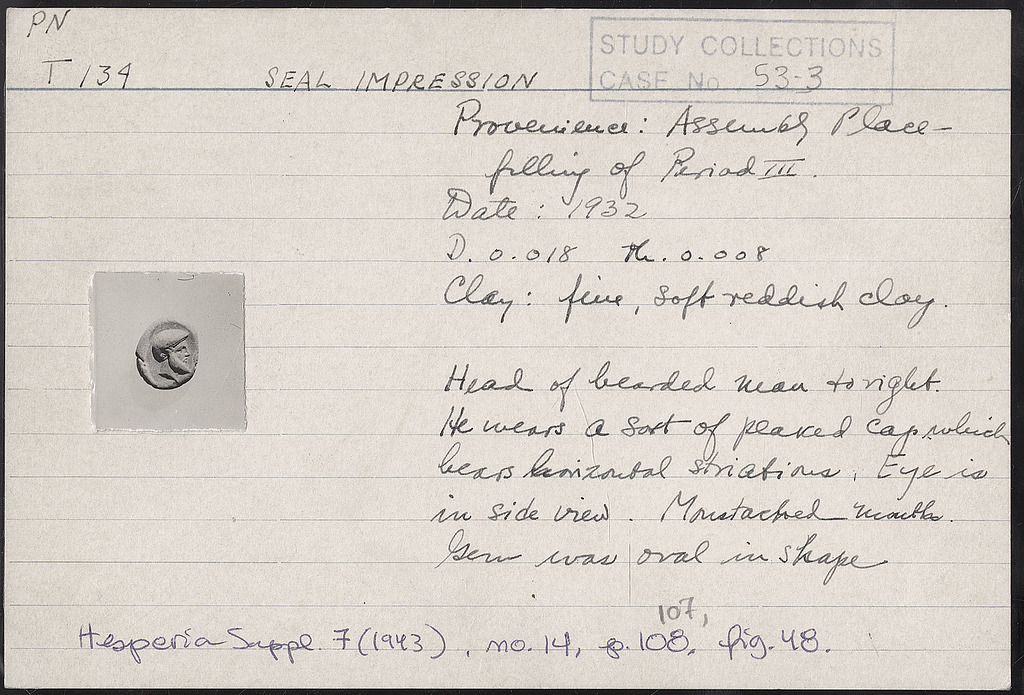 PN
STUDY COLLECTIONS
CASE No 53-3
T 134 SEAL IMPRESSION
Provenience: Assembly Place -
filling of Period III.
Date: 1932
D. 0.018 Th. 0.008
Clay: fine, soft reddish clay.
Head of bearded man to right.
He wears a sort of peaked cap which
bears horizontal striations. Eye is
in side view. Moustached mouth.
Gem was oval in shape
107,
Hesperia Suppl. 7 (1943), no. 14, p. 108, fig. 48.